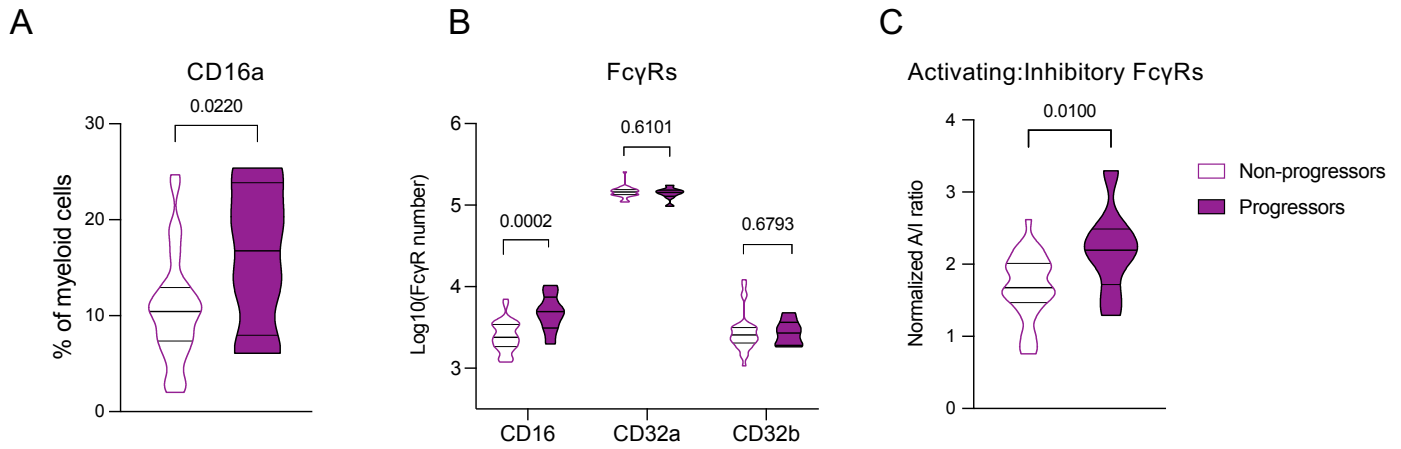 A
CD16a
0.0220
% of myeloid cells
30
20
10
0
B
FcγRs
Log10(FcγR number)
6
5
4
3
0.0002
0.6101
0.6793
CD16
CD32a
CD32b
C
Activating:Inhibitory FcγRs
0.0100
Normalized A/I ratio
4
3
2
1
0
Non-progressors
Progressors